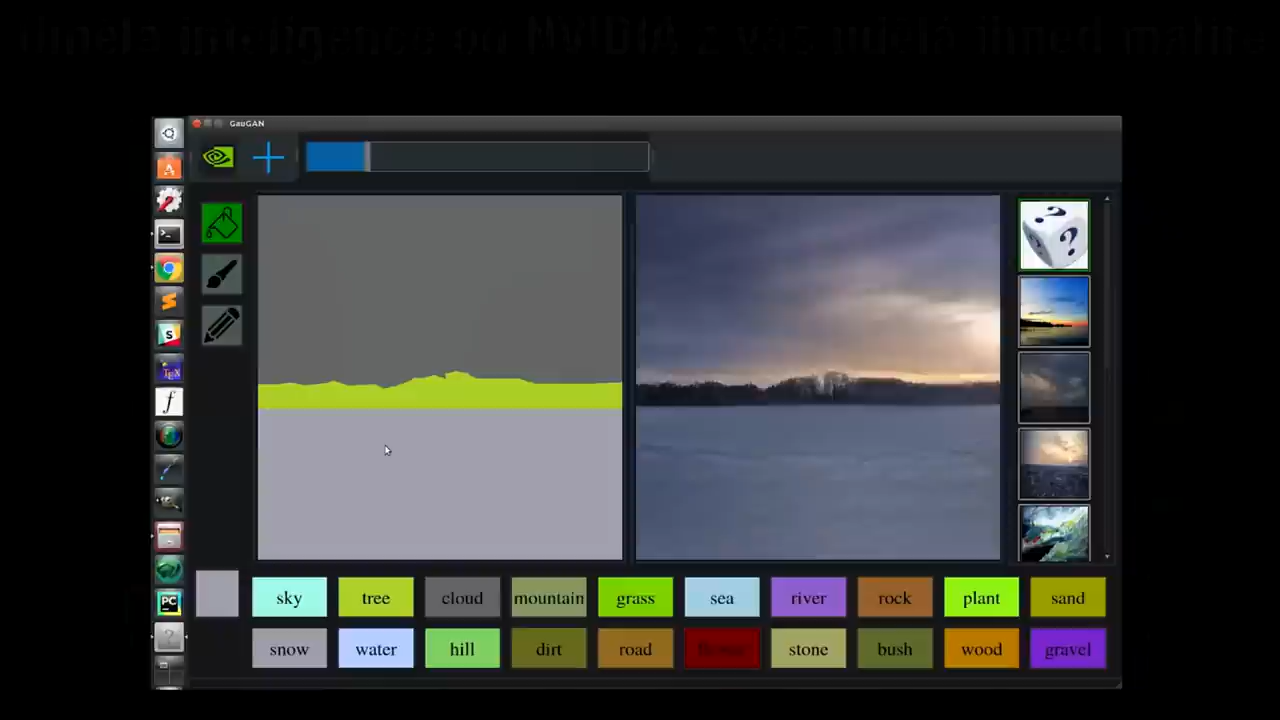 GauGAN
sky tree cloud mountain grass sea river rock plant sand
snow water hill dirt road flower stone bush wood gravel